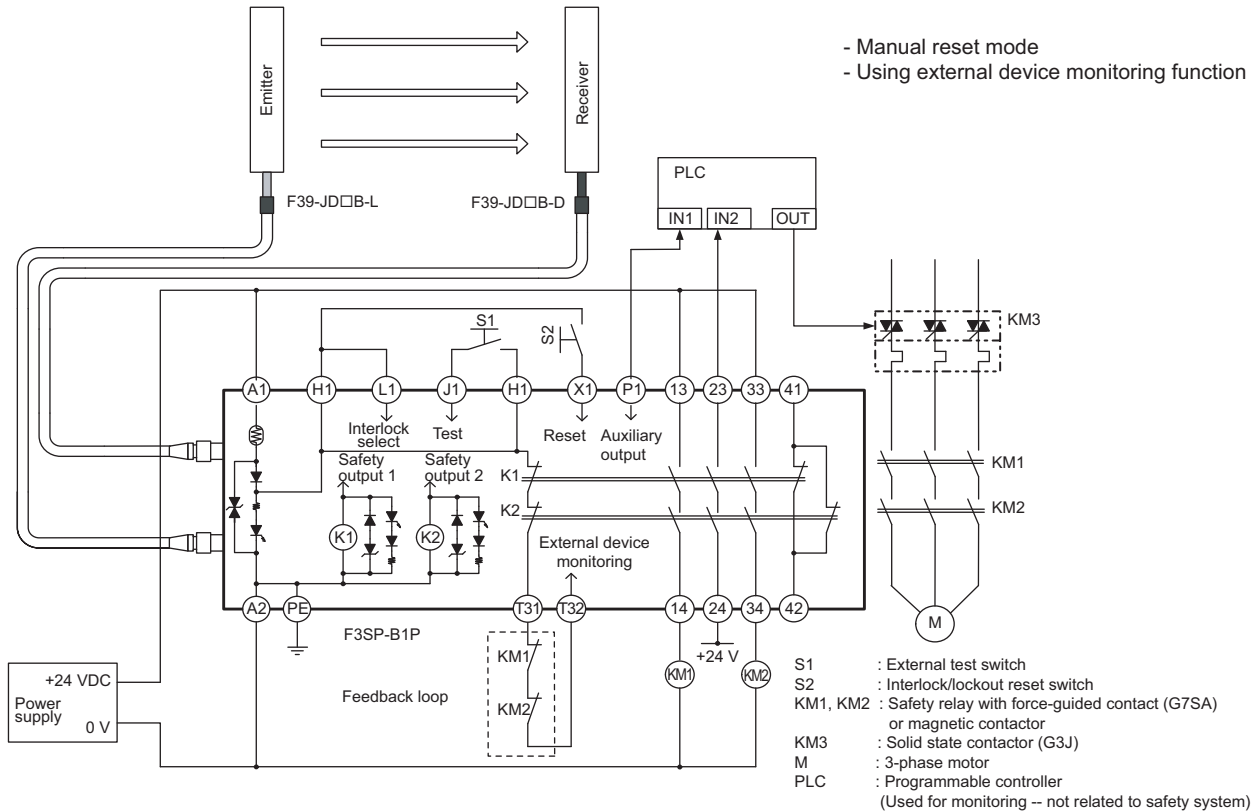 Emitter
Receiver
- Manual reset mode
- Using external device monitoring function
F39-JD□B-L
F39-JD□B-D
PLC
IN1
IN2
OUT
KM3
S1
S2
A1
H1
L1
J1
H1
X1
P1
13
23
33
41
Interlock
select
Test
Reset
Auxiliary
output
Safety
output 1
Safety
output 2
K1
K2
K1
K2
External device
monitoring
KM1
KM2
A2
PE
T31
T32
14
24
34
42
M
F3SP-B1P
+24 V
KM1
KM2
KM1
KM2
Feedback loop
+24 VDC
Power
supply
0 V
S1 : External test switch
S2 : Interlock/lockout reset switch
KM1, KM2 : Safety relay with force-guided contact (G7SA)
or magnetic contactor
KM3 : Solid state contactor (G3J)
M : 3-phase motor
PLC : Programmable controller
(Used for monitoring -- not related to safety system)